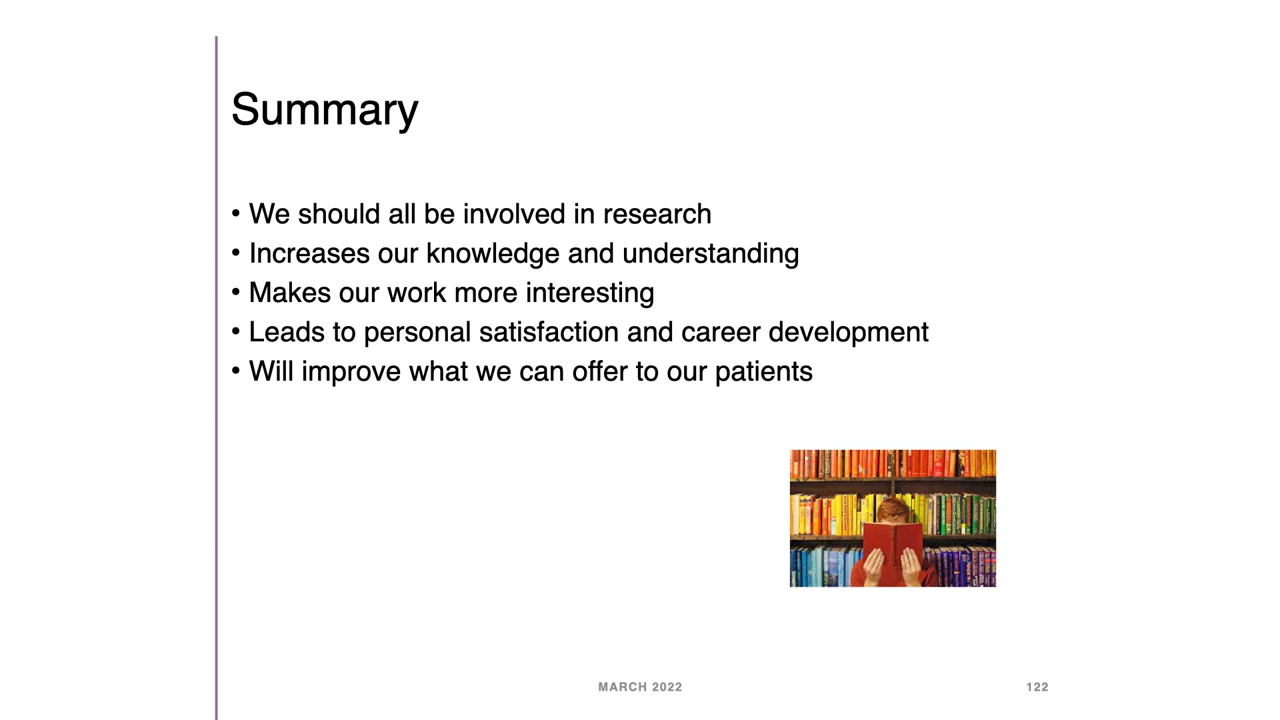 Summary
• We should all be involved in research
• Increases our knowledge and understanding
• Makes our work more interesting
• Leads to personal satisfaction and career development
• Will improve what we can offer to our patients
MARCH 2022
122